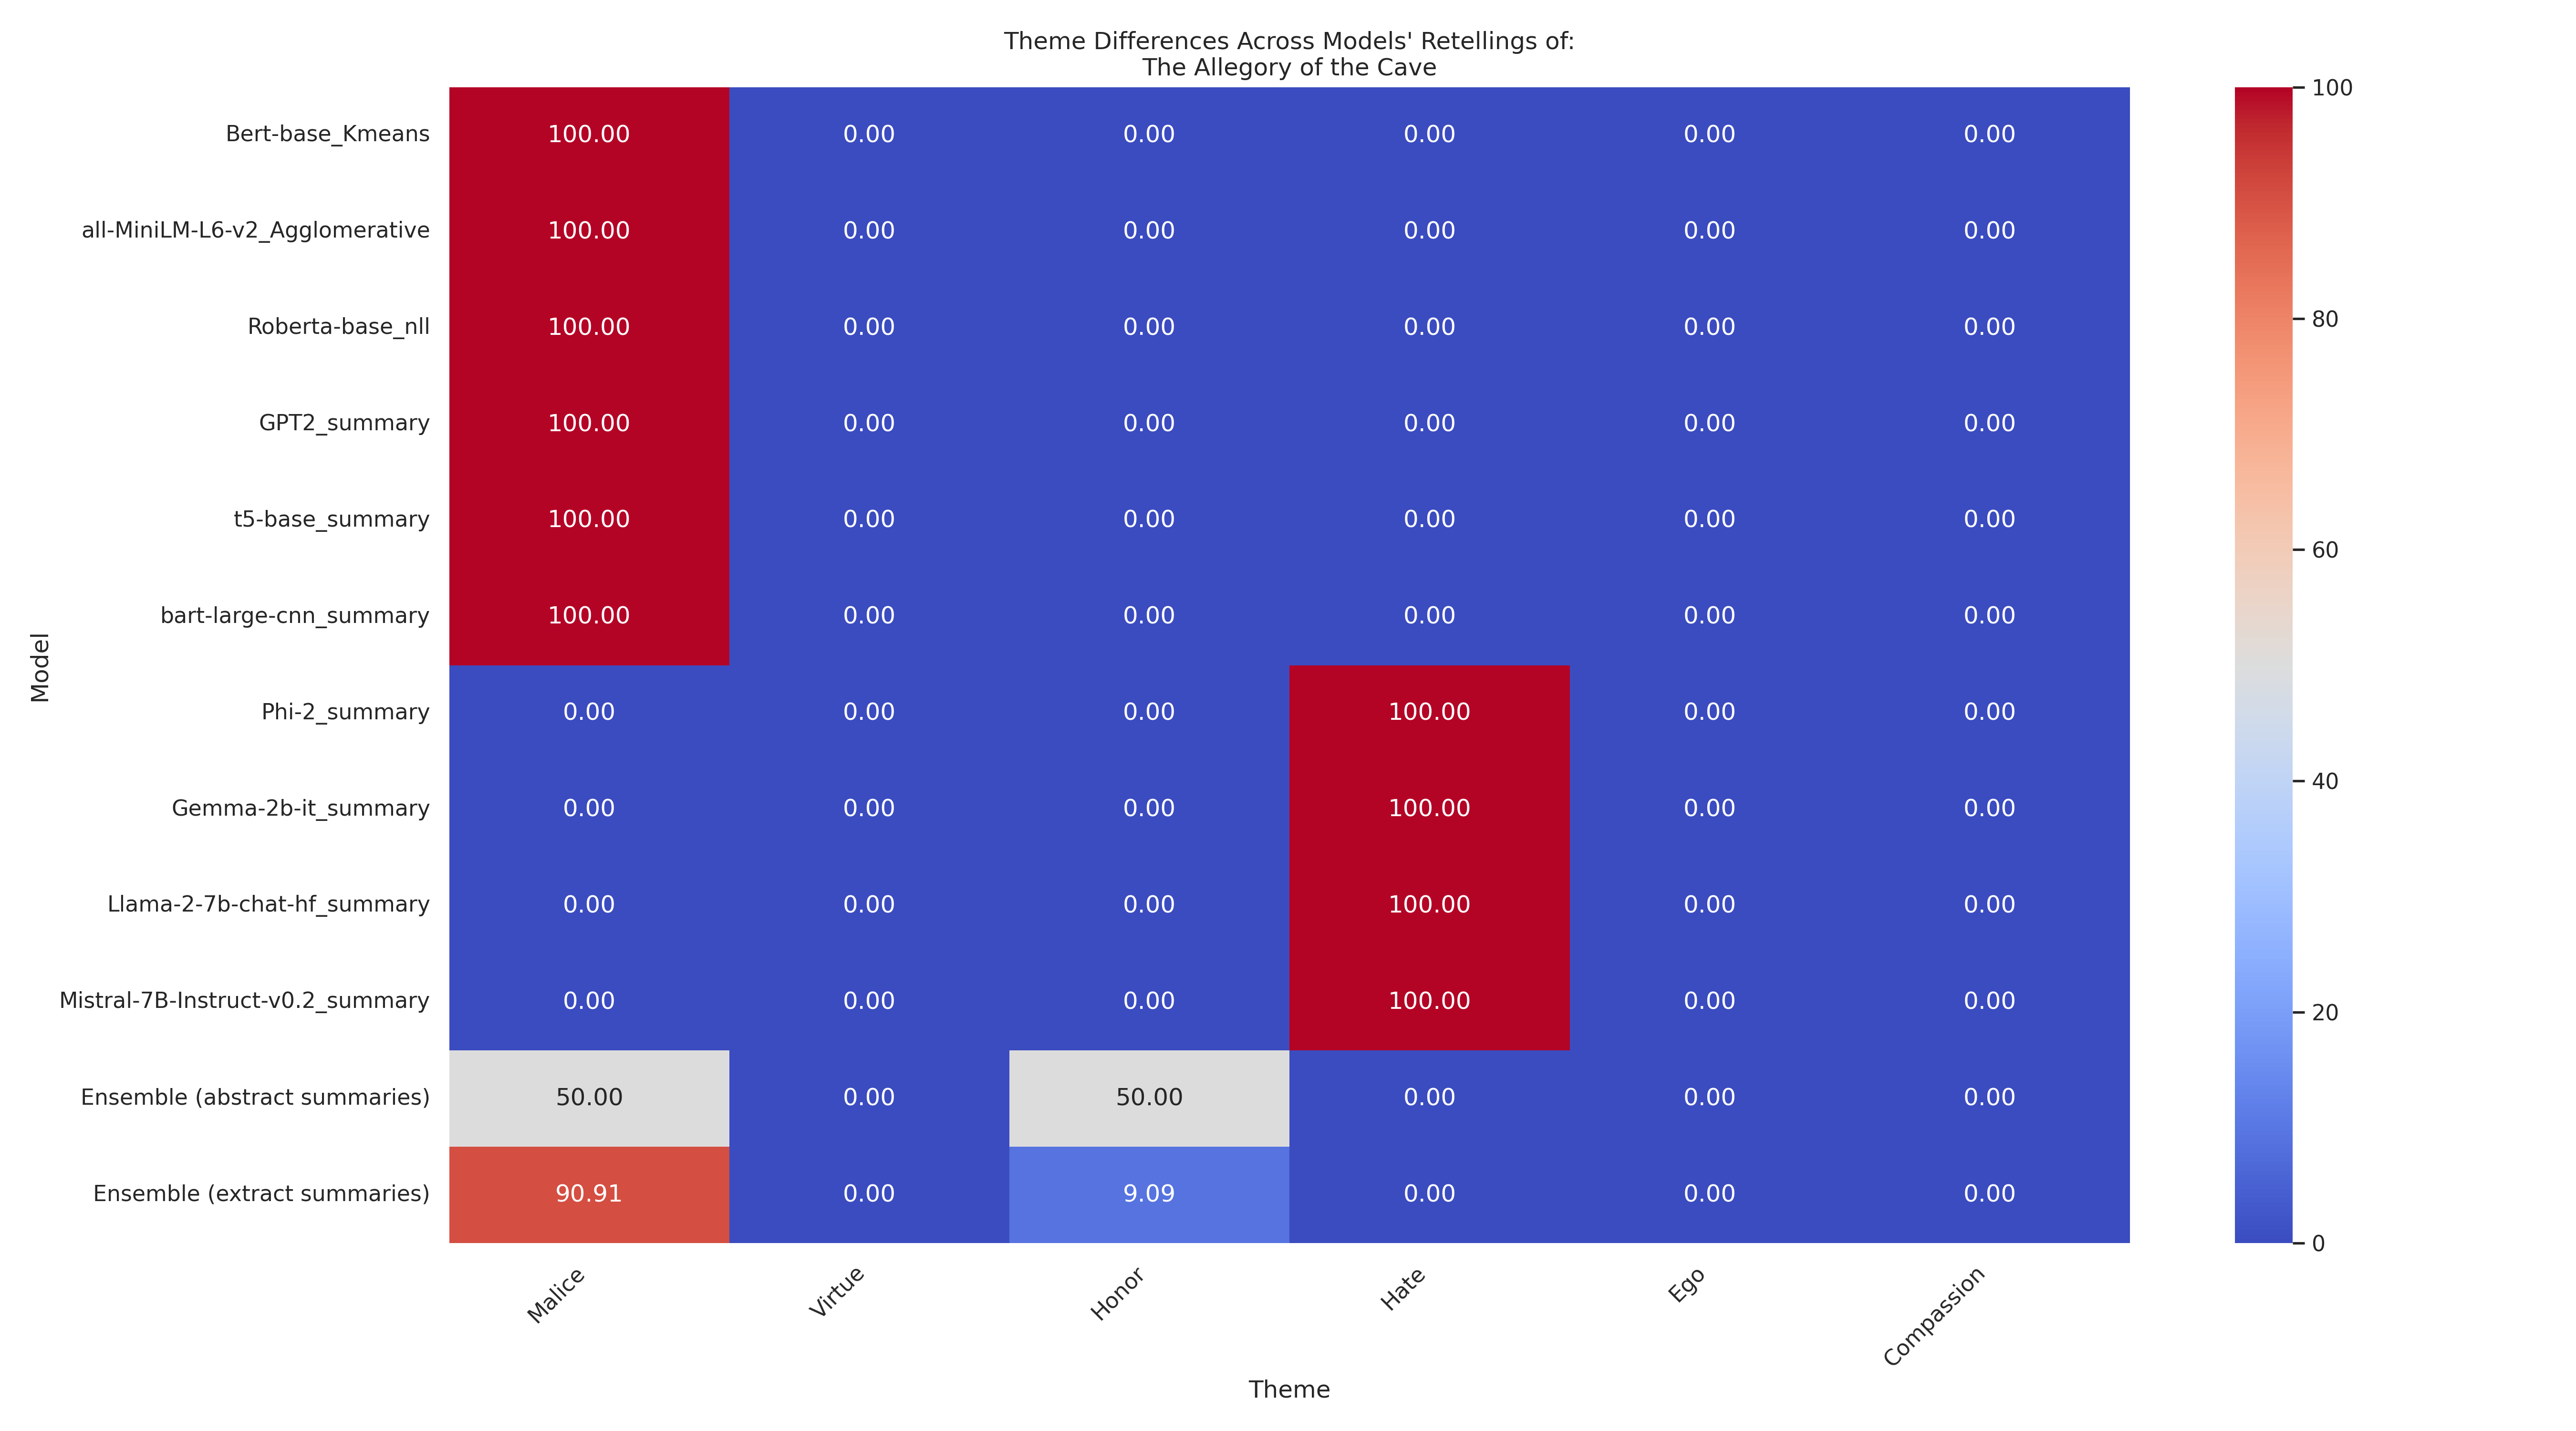 Theme Differences Across Models' Retellings of:
The Allegory of the Cave
Model
Bert-base_Kmeans 100.00 0.00 0.00 0.00 0.00 0.00
all-MiniLM-L6-v2_Agglomerative 100.00 0.00 0.00 0.00 0.00 0.00
Roberta-base_nll 100.00 0.00 0.00 0.00 0.00 0.00
GPT2_summary 100.00 0.00 0.00 0.00 0.00 0.00
t5-base_summary 100.00 0.00 0.00 0.00 0.00 0.00
bart-large-cnn_summary 100.00 0.00 0.00 0.00 0.00 0.00
Phi-2_summary 0.00 0.00 0.00 100.00 0.00 0.00
Gemma-2b-it_summary 0.00 0.00 0.00 100.00 0.00 0.00
Llama-2-7b-chat-hf_summary 0.00 0.00 0.00 100.00 0.00 0.00
Mistral-7B-Instruct-v0.2_summary 0.00 0.00 0.00 100.00 0.00 0.00
Ensemble (abstract summaries) 50.00 0.00 50.00 0.00 0.00 0.00
Ensemble (extract summaries) 90.91 0.00 9.09 0.00 0.00 0.00
Malice Virtue Honor Hate Ego Compassion
Theme
100
80
60
40
20
0